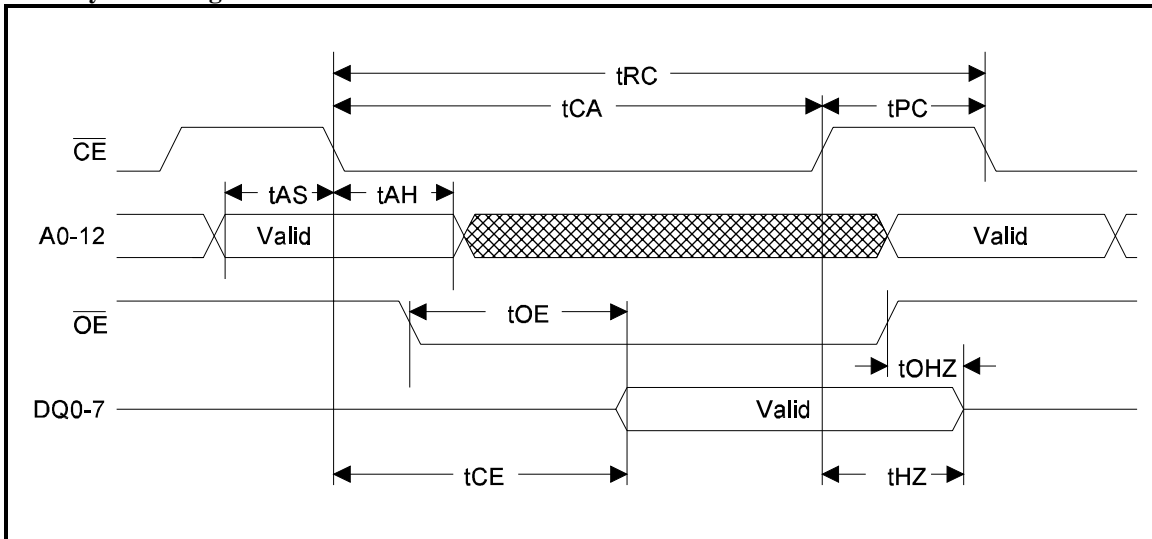 tRC
tCA tPC
CE
tAS tAH
A0-12 Valid Valid
OE
tOE
tOHZ
DQ0-7 Valid
tCE tHZ